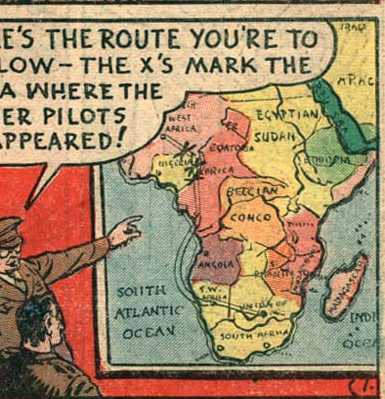 E'S THE ROUTE YOU'RE TO
LOW – THE X'S MARK THE
A WHERE THE
ER PILOTS
APPEARED!
IRAQ
CH
WEST
AFRICA
EGYPTIAN
SUDAN
NIGERIA
AFRICA
ETHIOPIA
BELGIAN
CONGO
ANGOLA
S.W.
AFRICA
UNION OF
SOUTH AFRICA
MADAGASCAR
SOUTH
ATLANTIC
OCEAN
INDI
OCEA